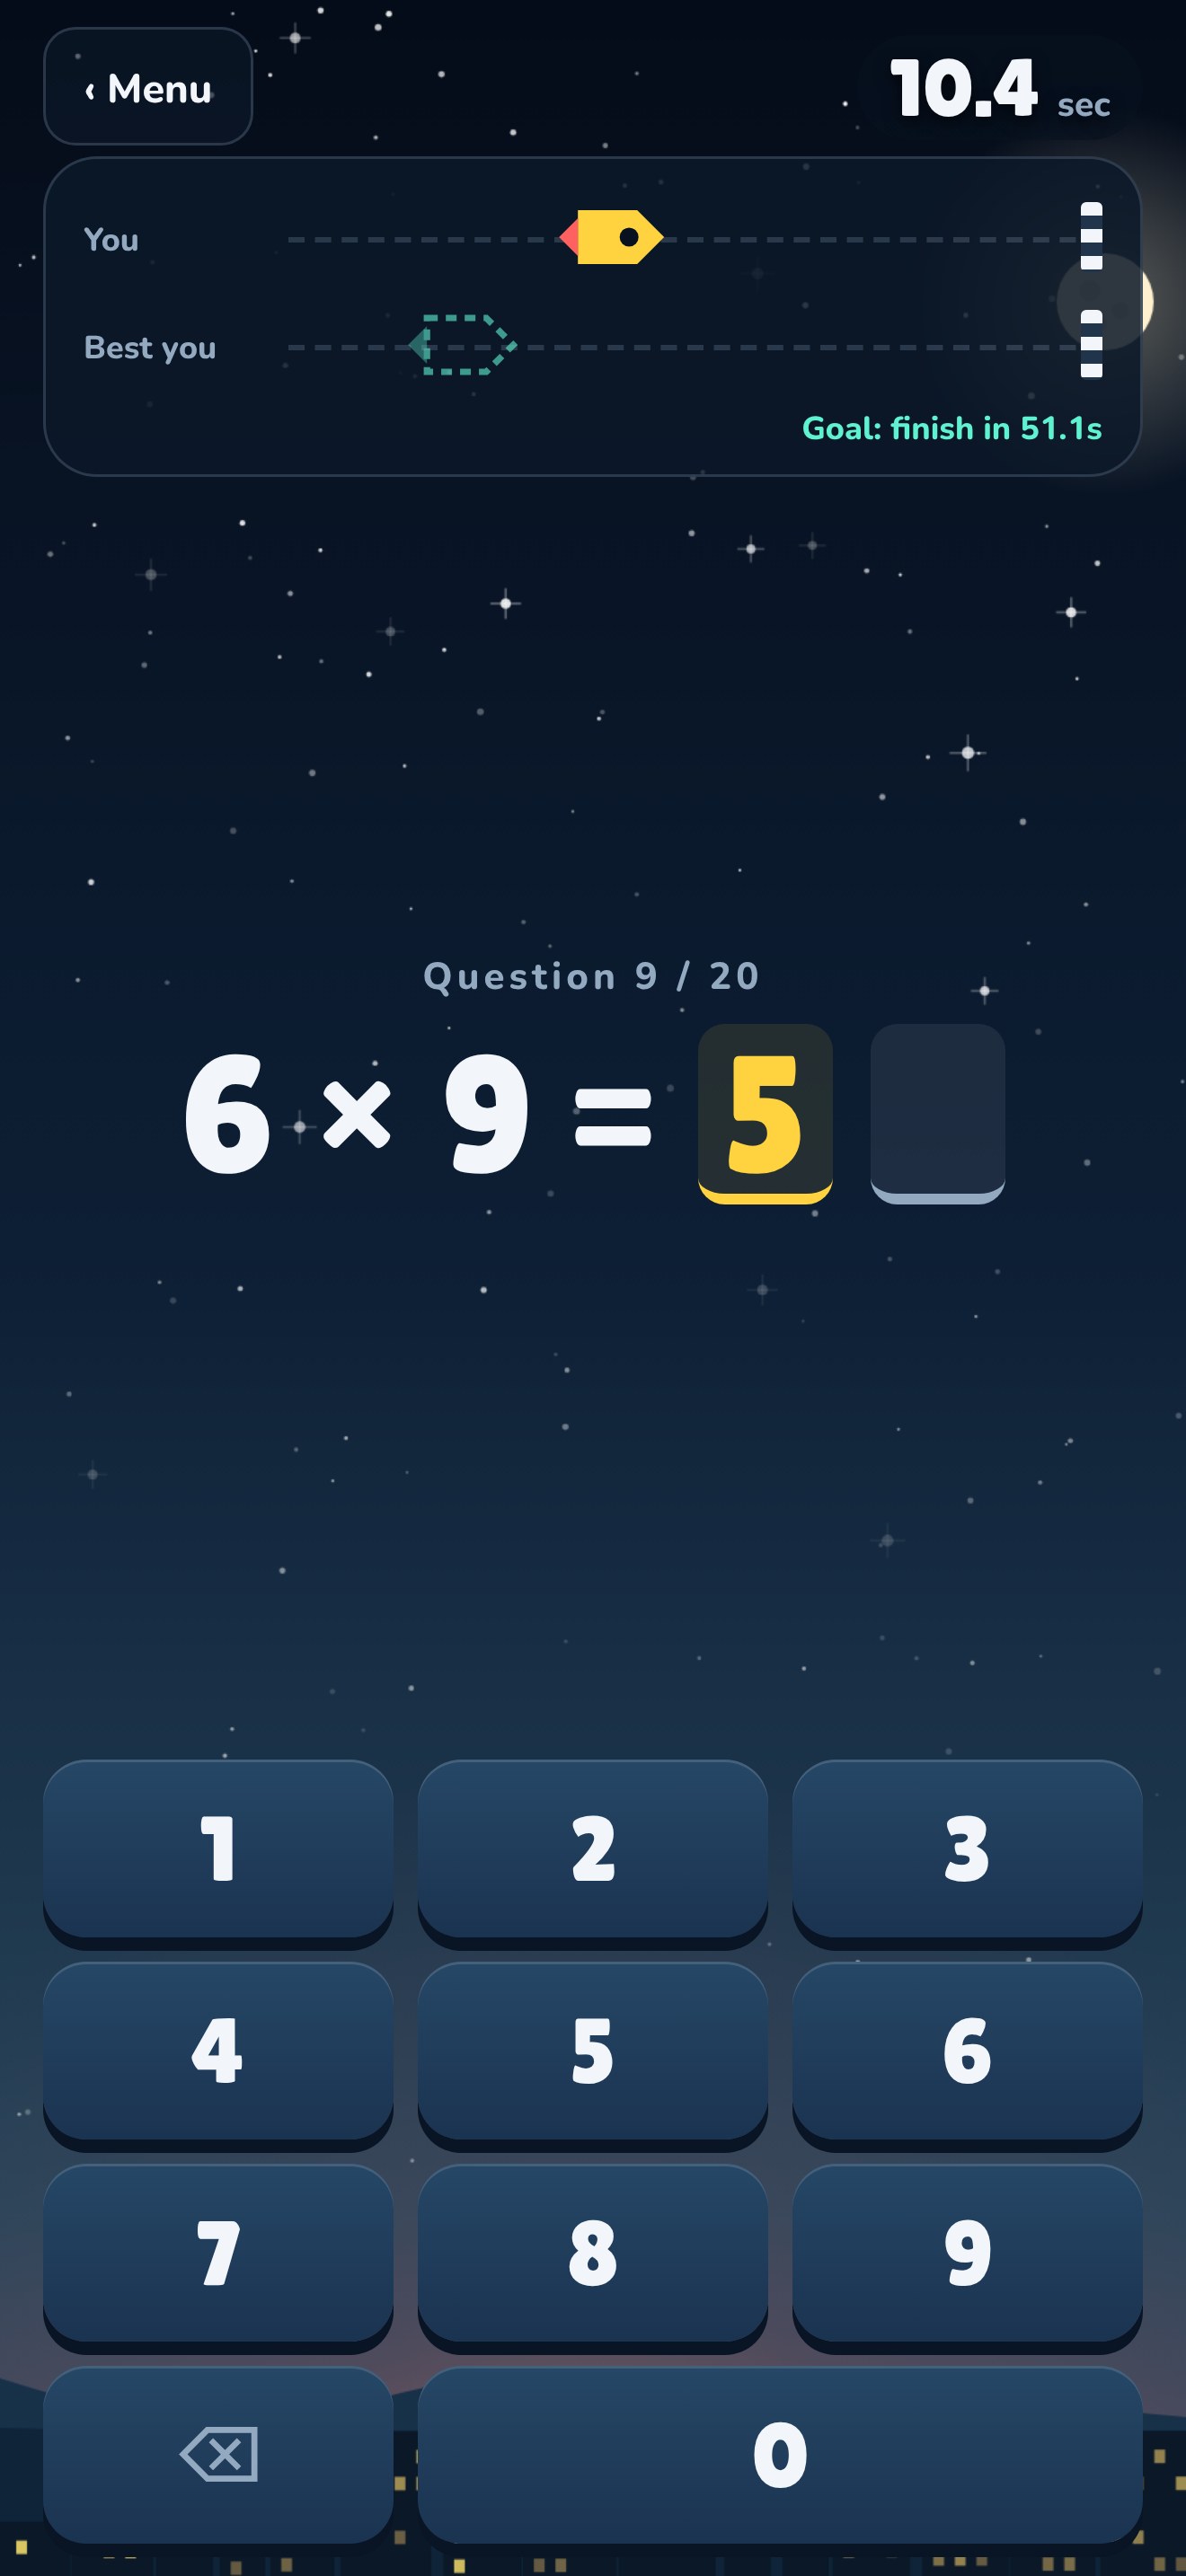 ‹ Menu
10.4 sec
You
Best you
Goal: finish in 51.1s
Question 9 / 20
6 × 9 = 5
1 2 3
4 5 6
7 8 9
0